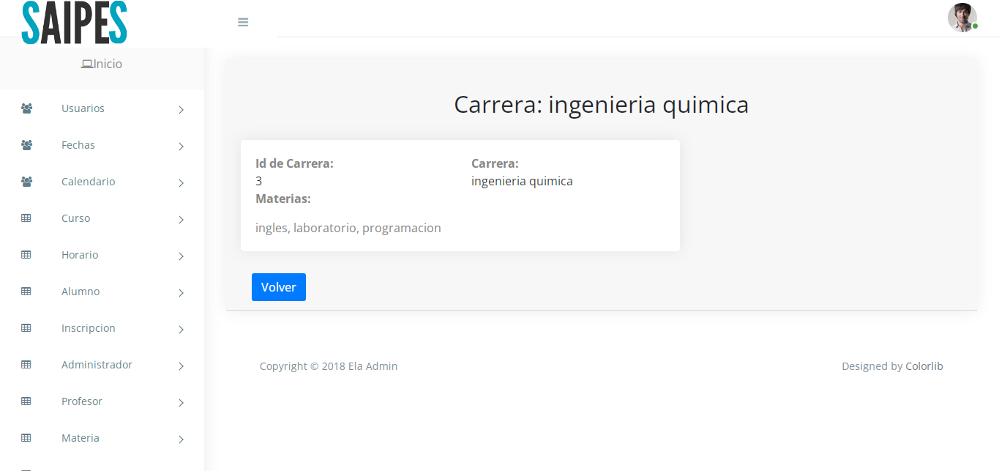 SAIPES
Inicio
Usuarios
Fechas
Calendario
Curso
Horario
Alumno
Inscripcion
Administrador
Profesor
Materia
Carrera: ingenieria quimica
Id de Carrera:
3
Carrera:
ingenieria quimica
Materias:
ingles, laboratorio, programacion
Volver
Copyright © 2018 Ela Admin
Designed by Colorlib